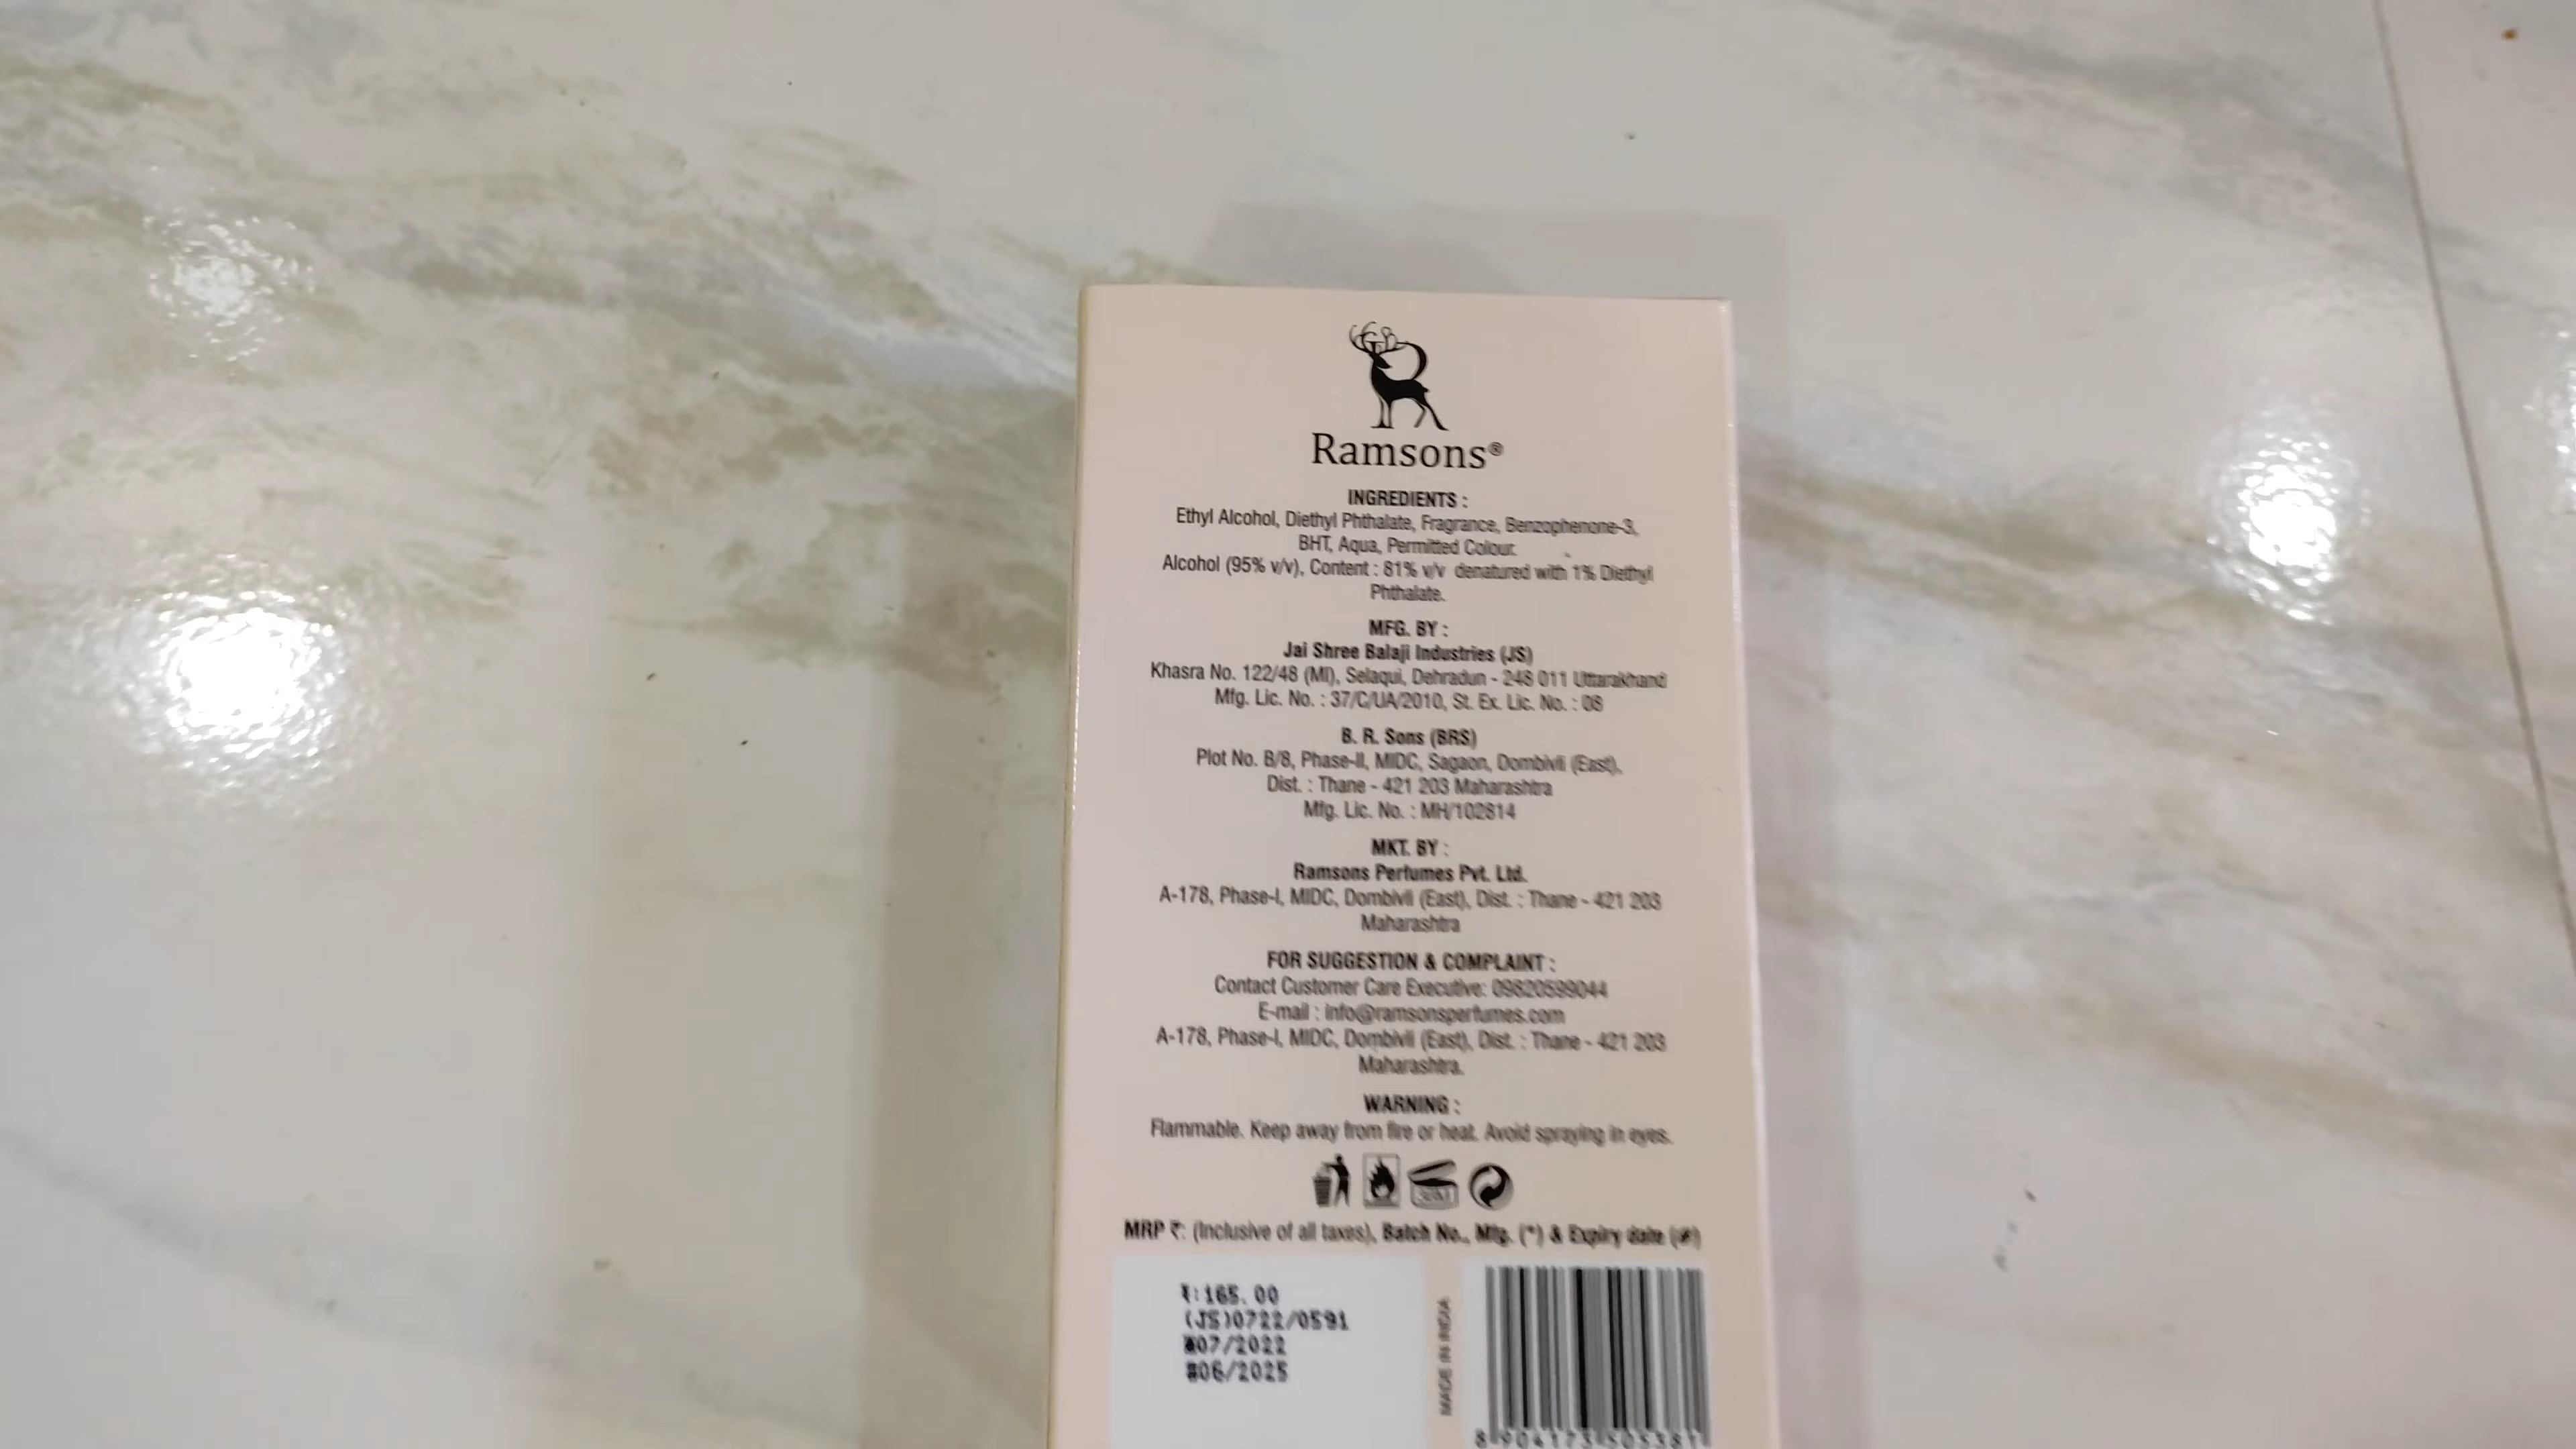 Ramsons®
INGREDIENTS :
Ethyl Alcohol, Diethyl Phthalate, Fragrance, Benzophenone-3,
BHT, Aqua, Permitted Colour.
Alcohol (95% v/v), Content : 81% v/v denatured with 1% Diethyl
Phthalate.
MFG. BY :
Jai Shree Balaji Industries (JS)
Khasra No. 122/48 (MI), Selaqui, Dehradun - 248 011 Uttarakhand
Mfg. Lic. No. : 37/C/UA/2010, St. Ex. Lic. No. : 08
B. R. Sons (BRS)
Plot No. B/8, Phase-II, MIDC, Sagaon, Dombivli (East),
Dist. : Thane - 421 203 Maharashtra
Mfg. Lic. No. : MH/102814
MKT. BY :
Ramsons Perfumes Pvt. Ltd.
A-178, Phase-I, MIDC, Dombivli (East), Dist. : Thane - 421 203
Maharashtra
FOR SUGGESTION & COMPLAINT :
Contact Customer Care Executive: 09820599044
E-mail : info@ramsonsperfumes.com
A-178, Phase-I, MIDC, Dombivli (East), Dist. : Thane - 421 203
Maharashtra.
WARNING :
Flammable. Keep away from fire or heat. Avoid spraying in eyes.
MRP ₹: (Inclusive of all taxes), Batch No., Mfg. (*) & Expiry date (#)
₹:165.00
(JS)0722/0591
*07/2022
#06/2025
MADE IN INDIA